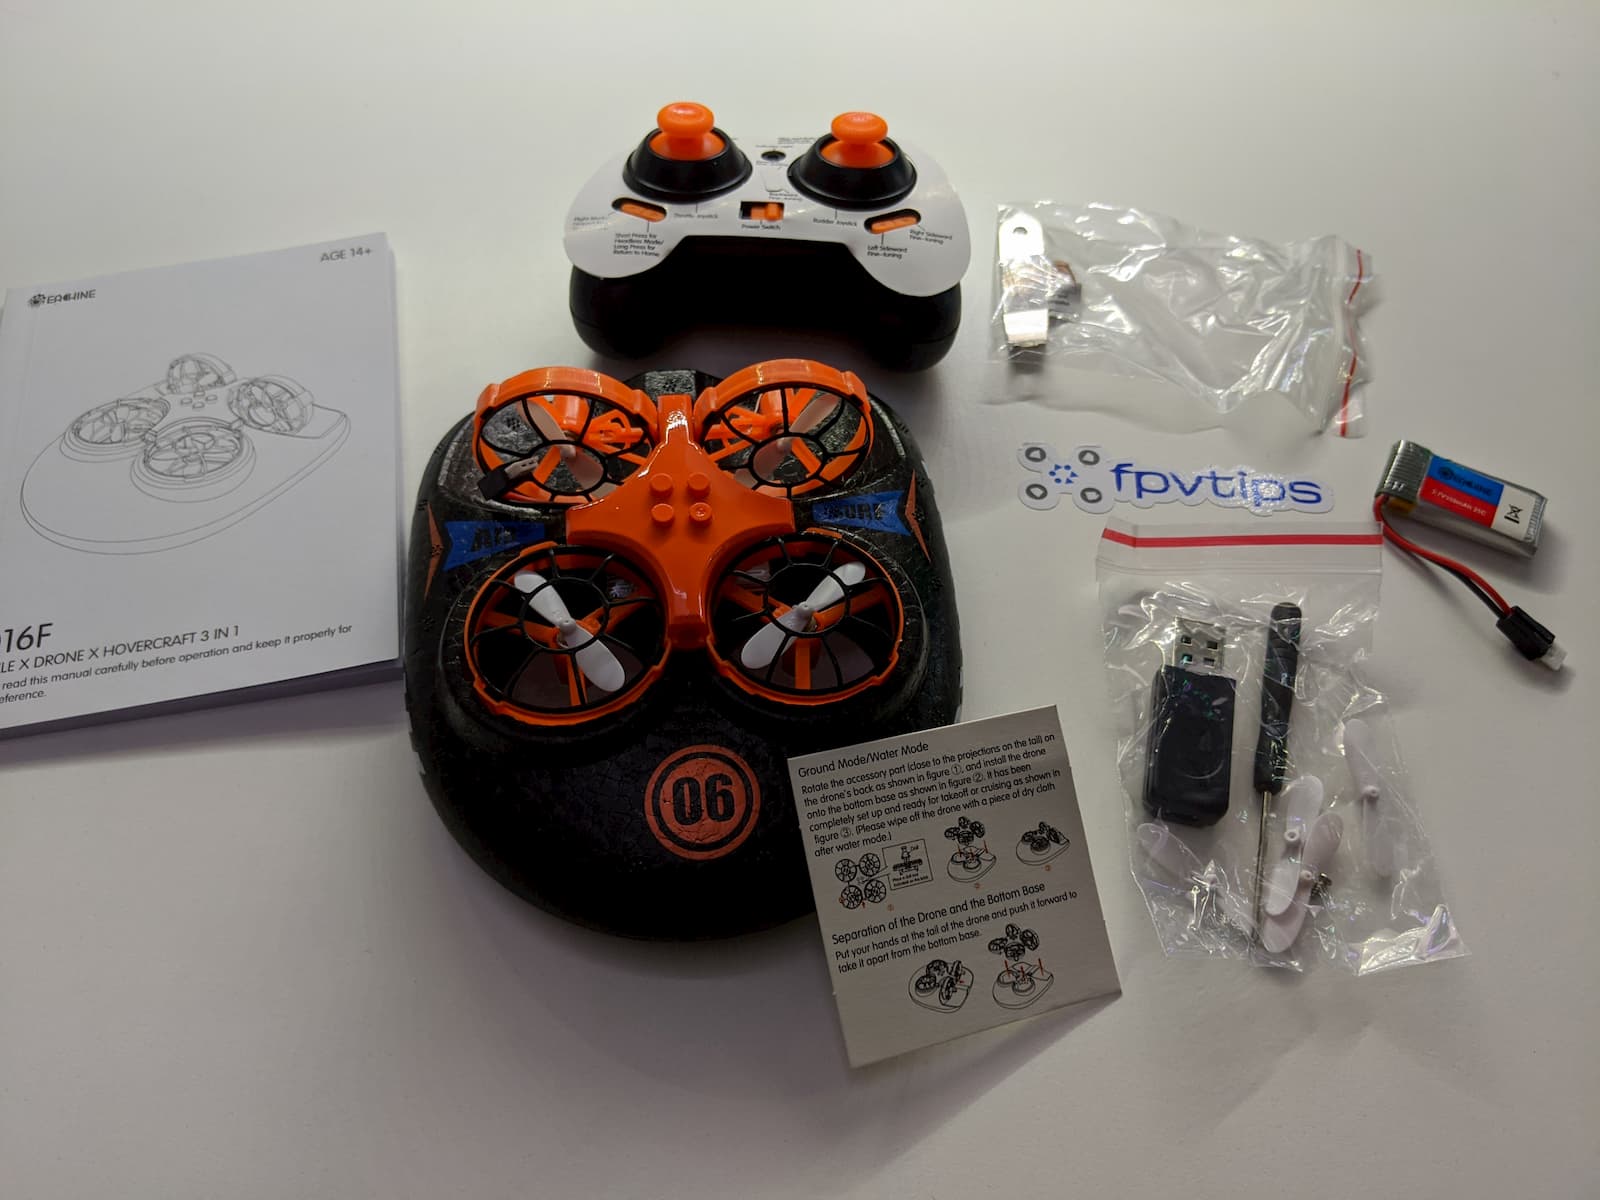 AGE 14+
EACHINE
016F
LE X DRONE X HOVERCRAFT 3 IN 1
read this manual carefully before operation and keep it properly for
eference.
Throttle Joystick
Power Switch
Rudder Joystick
Short Press for
Headless Mode/
Long Press for
Return to Home
Left Sideward
Fine-tuning
Right Sideward
Fine-tuning
AIR
06
fpvtips
EACHINE
Ground Mode/Water Mode
Rotate the accessory part (close to the projections on the tail) on
the drone's back as shown in figure ①, and install the drone
onto the bottom base as shown in figure ②. It has been
completely set up and ready for takeoff or cruising as shown in
figure ③. (Please wipe off the drone with a piece of dry cloth
after water mode.)
Separation of the Drone and the Bottom Base
Put your hands at the tail of the drone and push it forward to
take it apart from the bottom base.